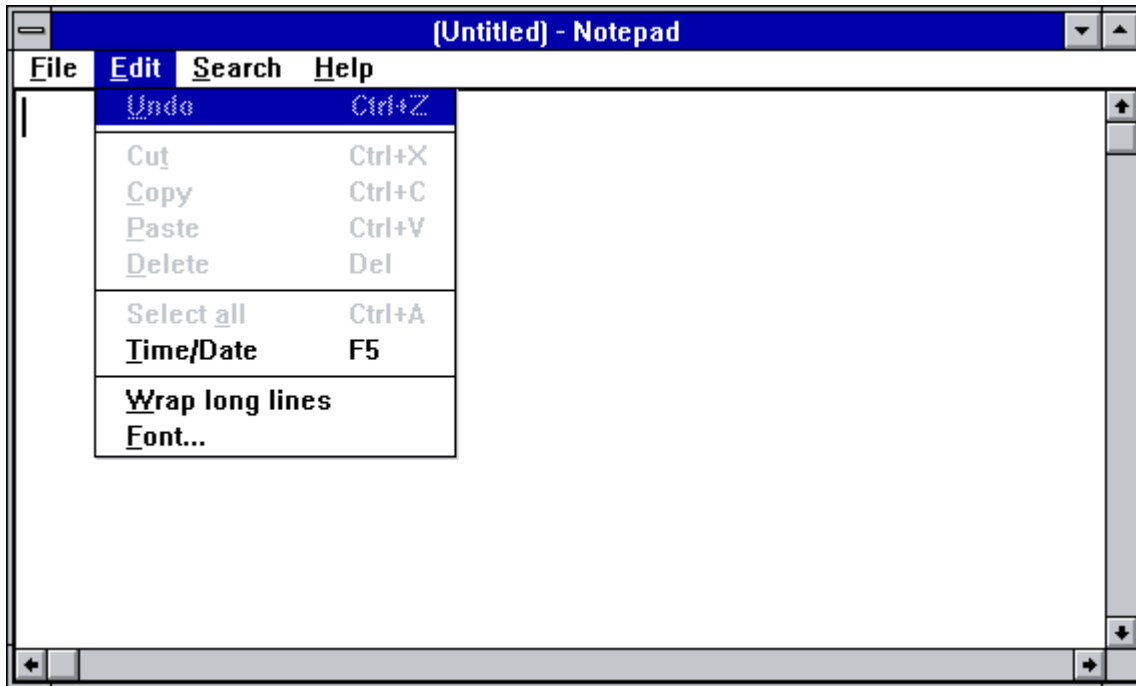 (Untitled) - Notepad
File Edit Search Help
Undo Ctrl+Z
Cut Ctrl+X
Copy Ctrl+C
Paste Ctrl+V
Delete Del
Select all Ctrl+A
Time/Date F5
Wrap long lines
Font...